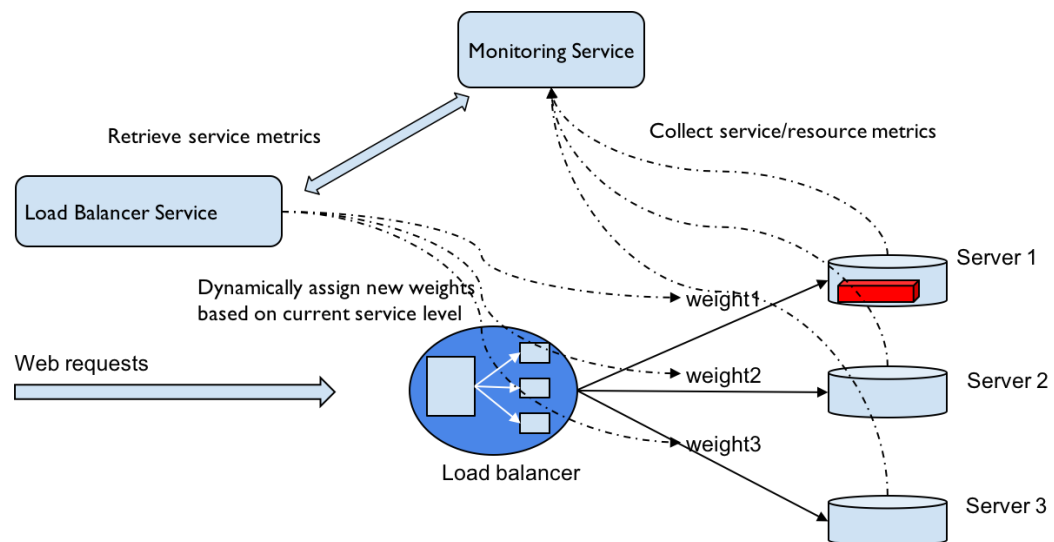 Monitoring Service
Retrieve service metrics
Collect service/resource metrics
Load Balancer Service
Server 1
Dynamically assign new weights
based on current service level
weight1
Web requests
weight2
Server 2
weight3
Load balancer
Server 3